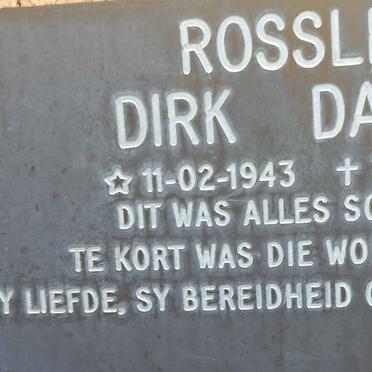 ROSSL
DIRK DA
☆ 11-02-1943 †
DIT WAS ALLES SO
TE KORT WAS DIE WO
Y LIEFDE, SY BEREIDHEID